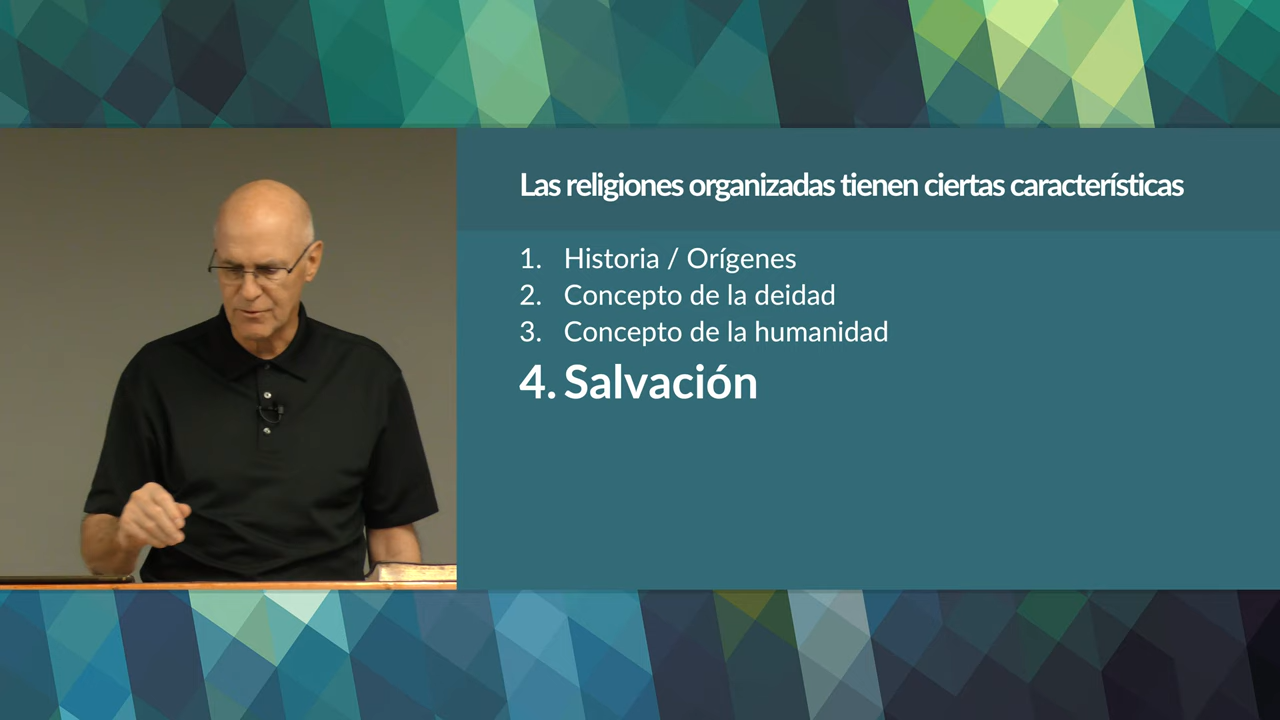 Las religiones organizadas tienen ciertas características
1. Historia / Orígenes
2. Concepto de la deidad
3. Concepto de la humanidad
4. Salvación